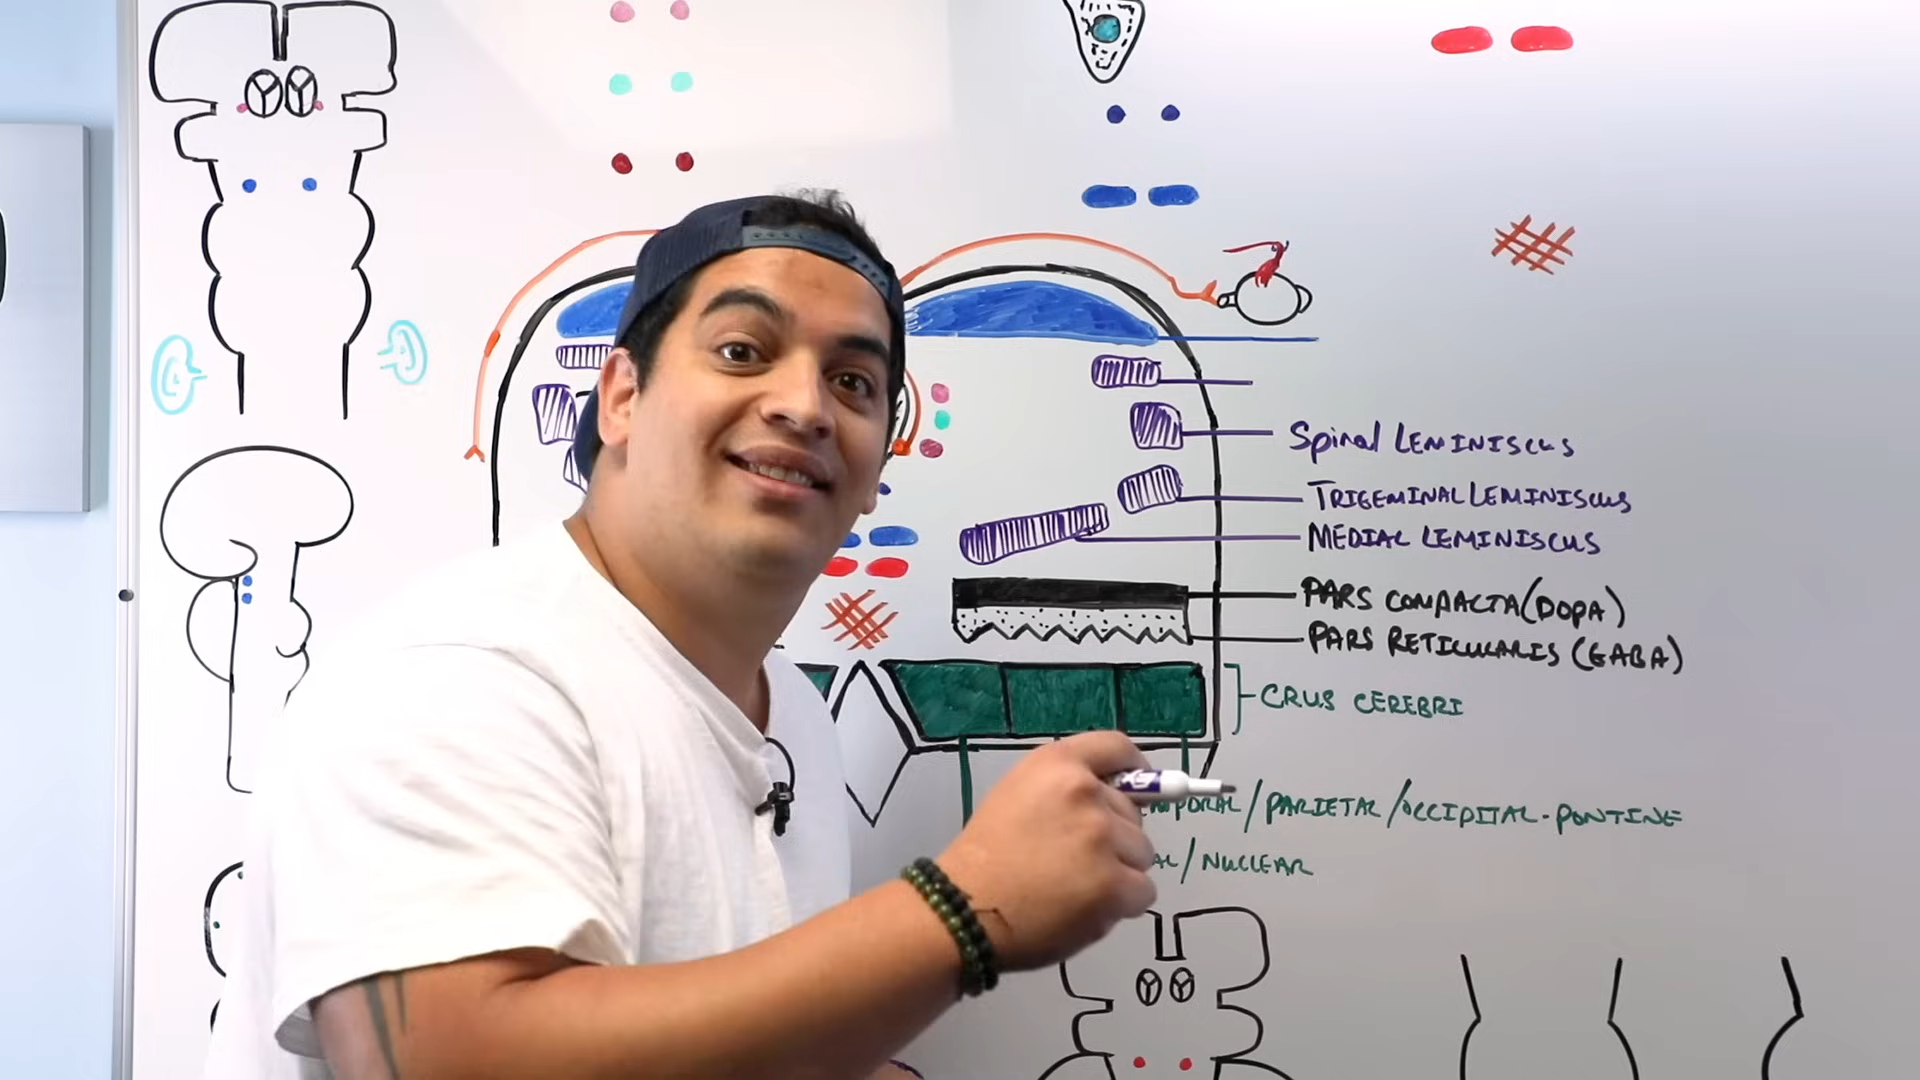 Spinal LEMINISCUS
TRIGEMINAL LEMINISCUS
MEDIAL LEMINISCUS
PARS COMPACTA (DOPA)
PARS RETICULARIS (GABA)
CRUS CEREBRI
/PARIETAL/OCCIPITAL-PONTINE
/NUCLEAR